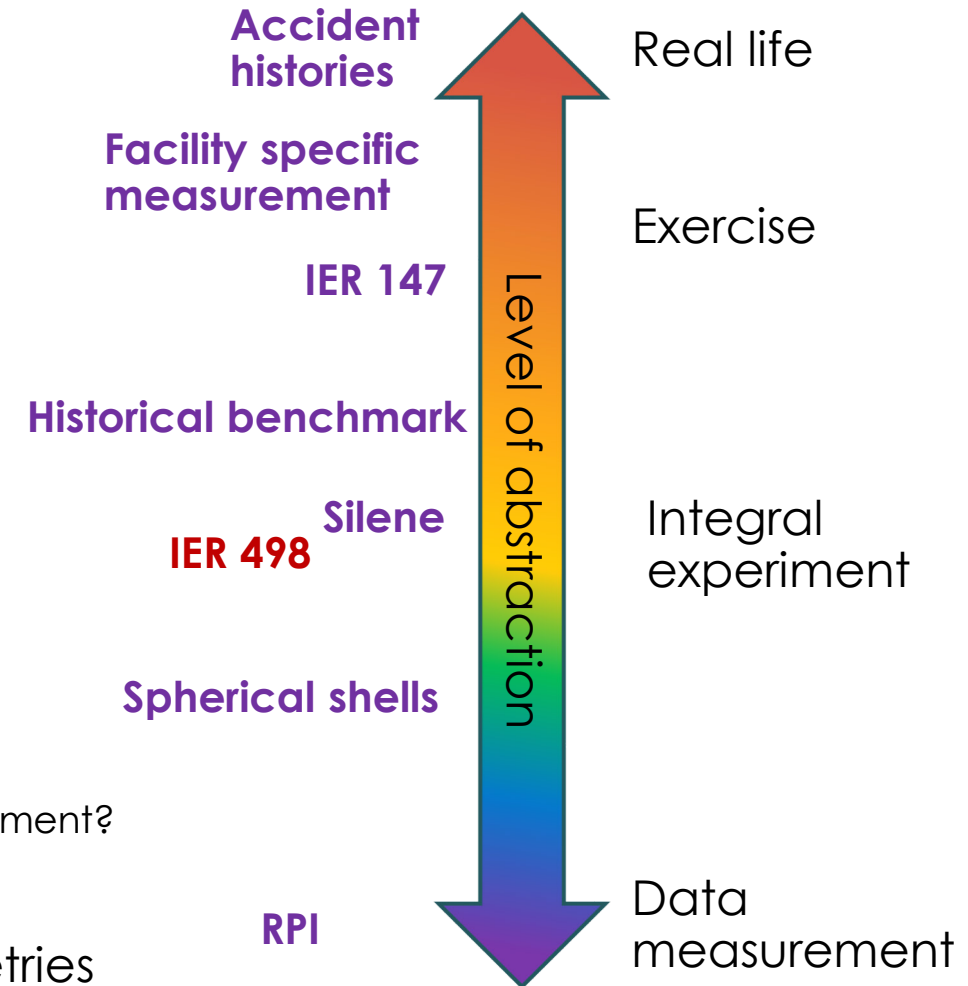 Accident
histories
Real life
Facility specific
measurement
Exercise
IER 147
Level of abstraction
Historical benchmark
Silene
IER 498
Integral
experiment
Spherical shells
ment?
RPI
Data
measurement
etries